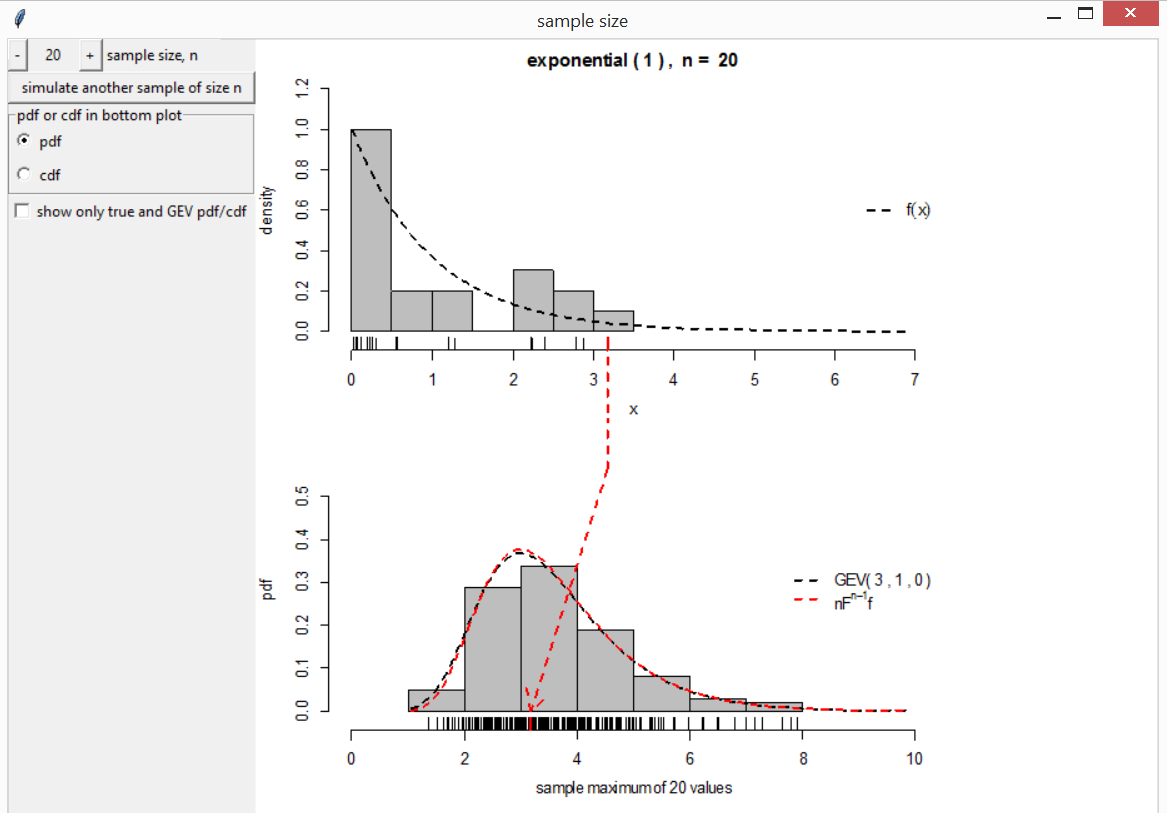 sample size
- 20 + sample size, n
simulate another sample of size n
pdf or cdf in bottom plot
pdf
cdf
show only true and GEV pdf/cdf
exponential ( 1 ) , n = 20
density
0.0 0.2 0.4 0.6 0.8 1.0 1.2
f(x)
0 1 2 3 4 5 6 7
x
pdf
0.0 0.1 0.2 0.3 0.4 0.5
GEV( 3 , 1 , 0 )
nFⁿ⁻¹f
0 2 4 6 8 10
sample maximum of 20 values